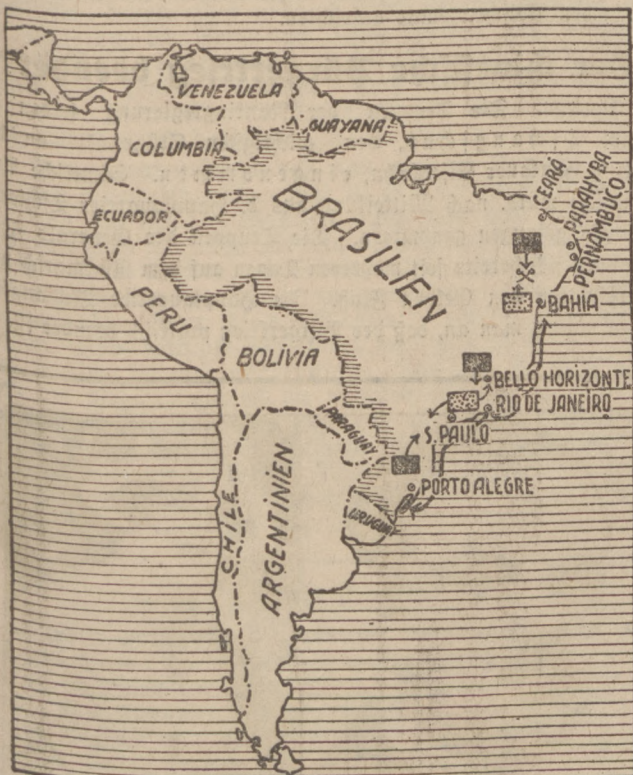 VENEZUELA
GUAYANA
COLUMBIA
ECUADOR
BRASILIEN
CEARÁ
PARAHYBA
PERNAMBUCO
PERU
BAHIA
BOLIVIA
BELLO HORIZONTE
RIO DE JANEIRO
PARAGUAY
S. PAULO
PORTO ALEGRE
URUGUAY
CHILE
ARGENTINIEN